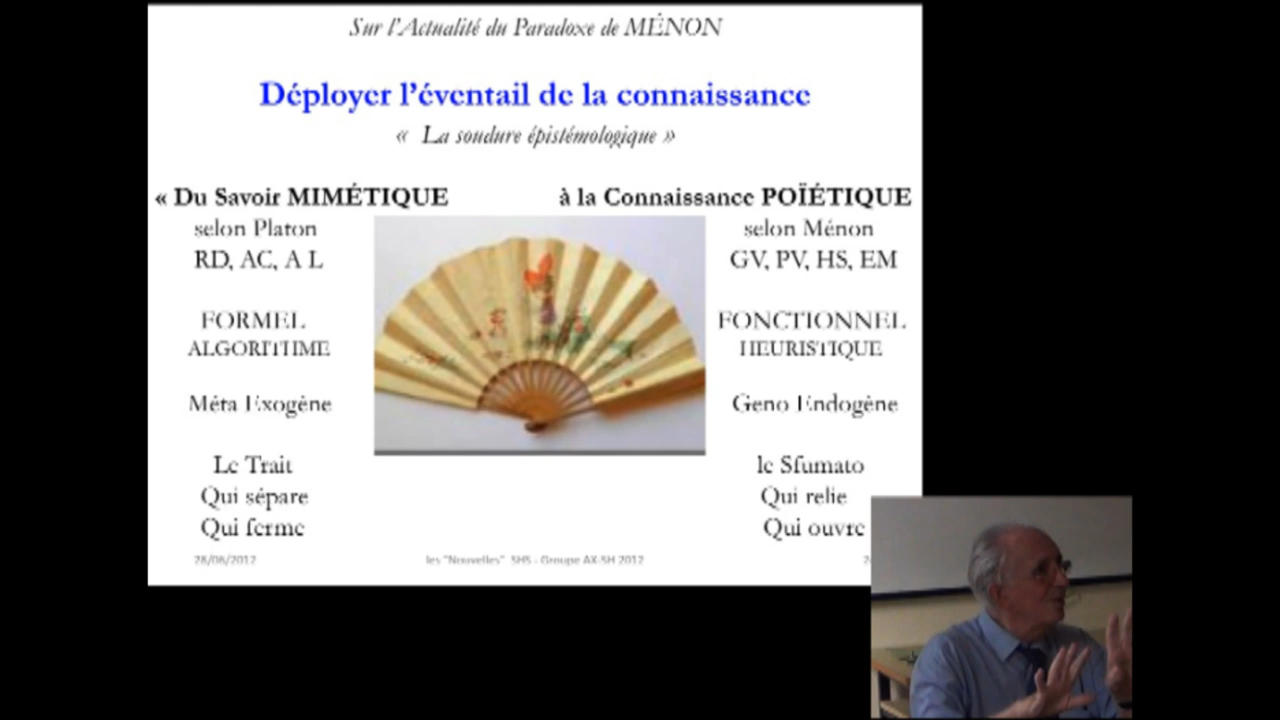 Sur l'Actualité du Paradoxe de MÉNON
Déployer l'éventail de la connaissance
« La soudure épistémologique »
« Du Savoir MIMÉTIQUE
selon Platon
RD, AC, A L
FORMEL
ALGORITHME
Méta Exogène
Le Trait
Qui sépare
Qui ferme
à la Connaissance POÏÉTIQUE
selon Ménon
GV, PV, HS, EM
FONCTIONNEL
HEURISTIQUE
Geno Endogène
le Sfumato
Qui relie
Qui ouvre
28/06/2012
les "Nouvelles" SHS - Groupe AX-SH 2012